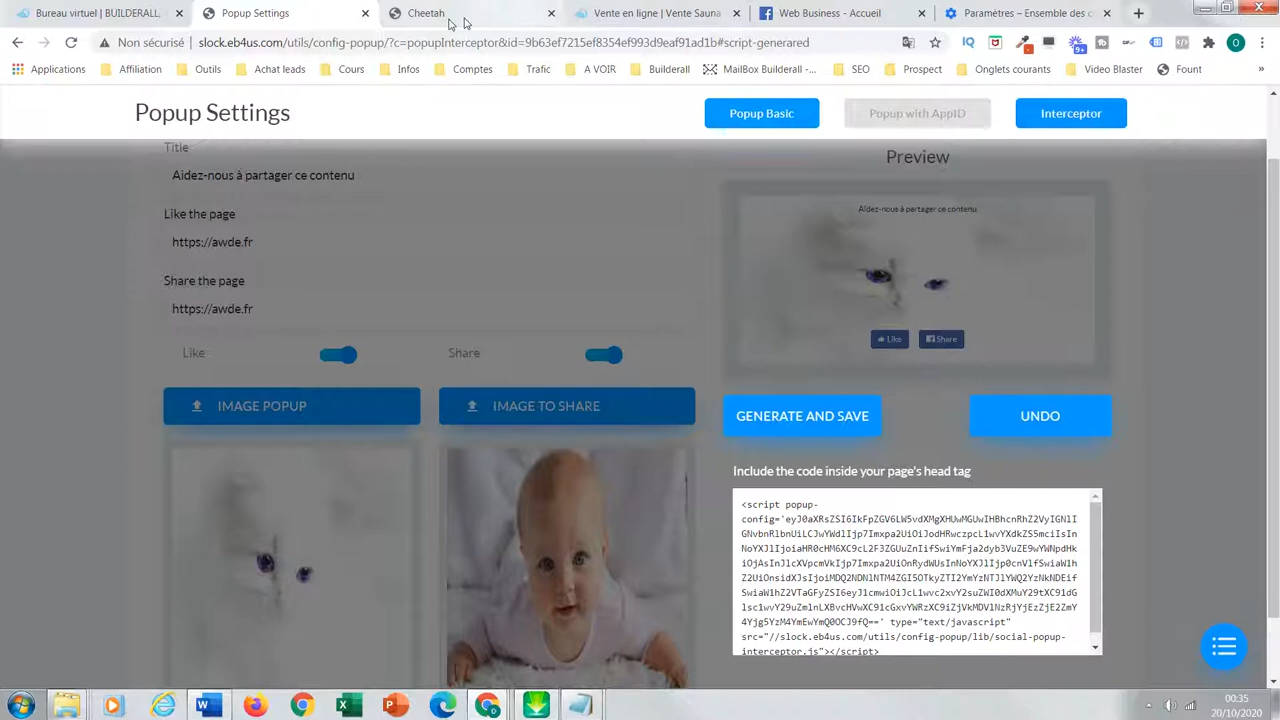 Bureau virtuel | BUILDERALL
Popup Settings
Cheetah
Vente en ligne | Vente Sauna
Web Business - Accueil
Paramètres – Ensemble des c
Non sécurisé
slock.eb4us.com/utils/config-popup/?c=popupInterceptor&id=9b63ef7215ef8354ef993d9eaf91ad1b#script-generared
9+
O
Applications
Affiliation
Outils
Achat leads
Cours
Infos
Comptes
Trafic
A VOIR
Builderall
MailBox Builderall -...
SEO
Prospect
Onglets courants
Video Blaster
Fount
»
Popup Settings
Popup Basic
Popup with AppID
Interceptor
Title
Aidez-nous à partager ce contenu
Like the page
https://awde.fr
Share the page
https://awde.fr
Like
Share
IMAGE POPUP
IMAGE TO SHARE
Preview
Aidez-nous à partager ce contenu
Like
Share
GENERATE AND SAVE
UNDO
Include the code inside your page's head tag
<script popup-
type="text/javascript"
src="//slock.eb4us.com/utils/config-popup/lib/social-popup-
interceptor.js"></script>
00:35
20/10/2020